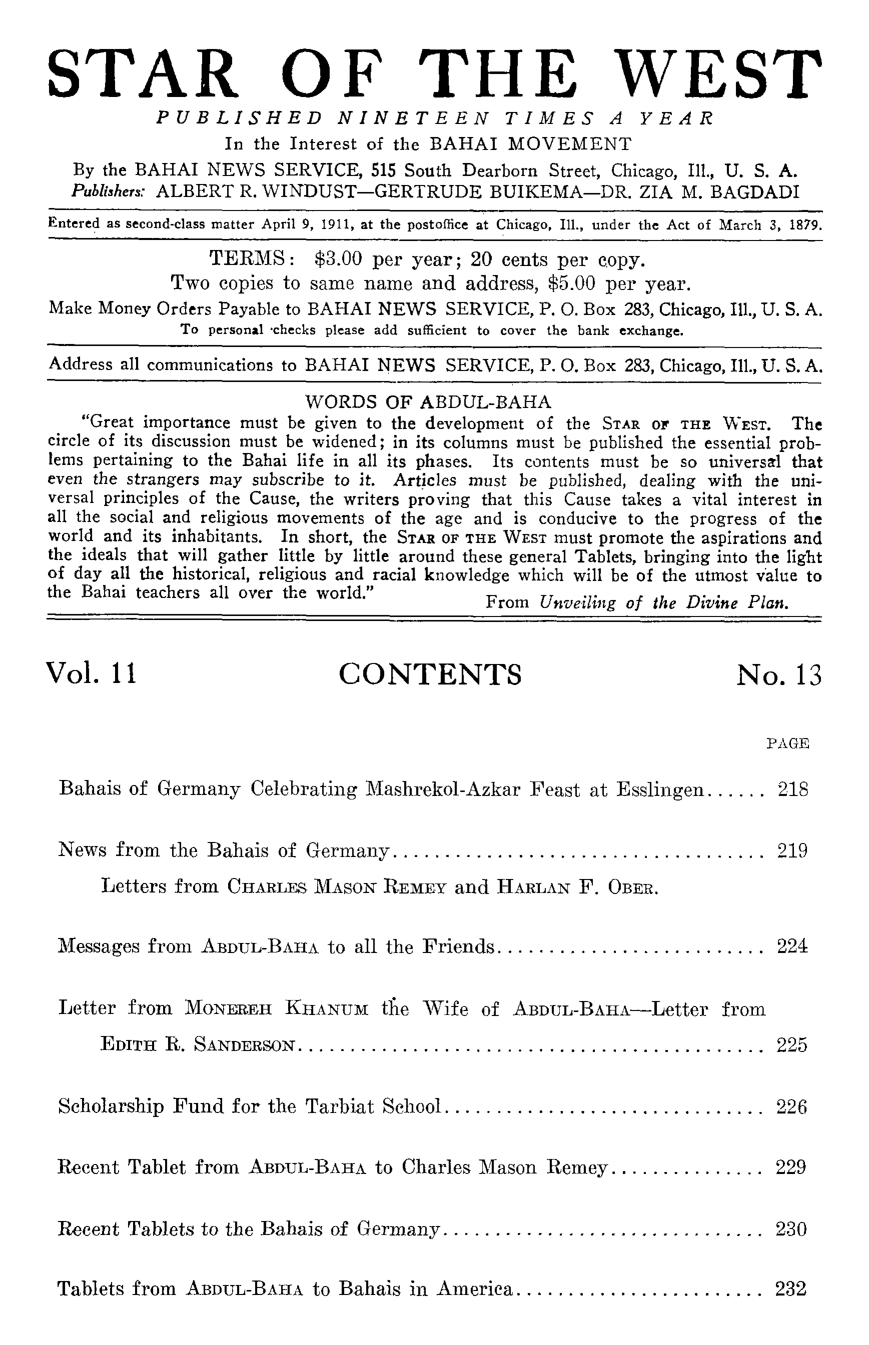 STAR OF THE WEST
PUBLISHED NINETEEN TIMES A YEAR
In the Interest of the BAHAI MOVEMENT
By the BAHAI NEWS SERVICE, 515 South Dearborn Street, Chicago, Ill., U. S. A.
Publishers: ALBERT R. WINDUST—GERTRUDE BUIKEMA—DR. ZIA M. BAGDADI
Entered as second-class matter April 9, 1911, at the postoffice at Chicago, Ill., under the Act of March 3, 1879.
TERMS: $3.00 per year; 20 cents per copy.
Two copies to same name and address, $5.00 per year.
Make Money Orders Payable to BAHAI NEWS SERVICE, P. O. Box 283, Chicago, Ill., U. S. A.
To personal checks please add sufficient to cover the bank exchange.
Address all communications to BAHAI NEWS SERVICE, P. O. Box 283, Chicago, Ill., U. S. A.
WORDS OF ABDUL-BAHA
"Great importance must be given to the development of the STAR OF THE WEST. The
circle of its discussion must be widened; in its columns must be published the essential prob-
lems pertaining to the Bahai life in all its phases. Its contents must be so universal that
even the strangers may subscribe to it. Articles must be published, dealing with the uni-
versal principles of the Cause, the writers proving that this Cause takes a vital interest in
all the social and religious movements of the age and is conducive to the progress of the
world and its inhabitants. In short, the STAR OF THE WEST must promote the aspirations and
the ideals that will gather little by little around these general Tablets, bringing into the light
of day all the historical, religious and racial knowledge which will be of the utmost value to
the Bahai teachers all over the world."
From Unveiling of the Divine Plan.
Vol. 11 CONTENTS No. 13
PAGE
Bahais of Germany Celebrating Mashrekol-Azkar Feast at Esslingen...... 218
News from the Bahais of Germany.................................... 219
Letters from CHARLES MASON REMEY and HARLAN F. OBER.
Messages from ABDUL-BAHA to all the Friends.......................... 224
Letter from MONEREH KHANUM the Wife of ABDUL-BAHA—Letter from
EDITH R. SANDERSON............................................. 225
Scholarship Fund for the Tarbiat School............................... 226
Recent Tablet from ABDUL-BAHA to Charles Mason Remey............... 229
Recent Tablets to the Bahais of Germany............................... 230
Tablets from ABDUL-BAHA to Bahais in America........................ 232